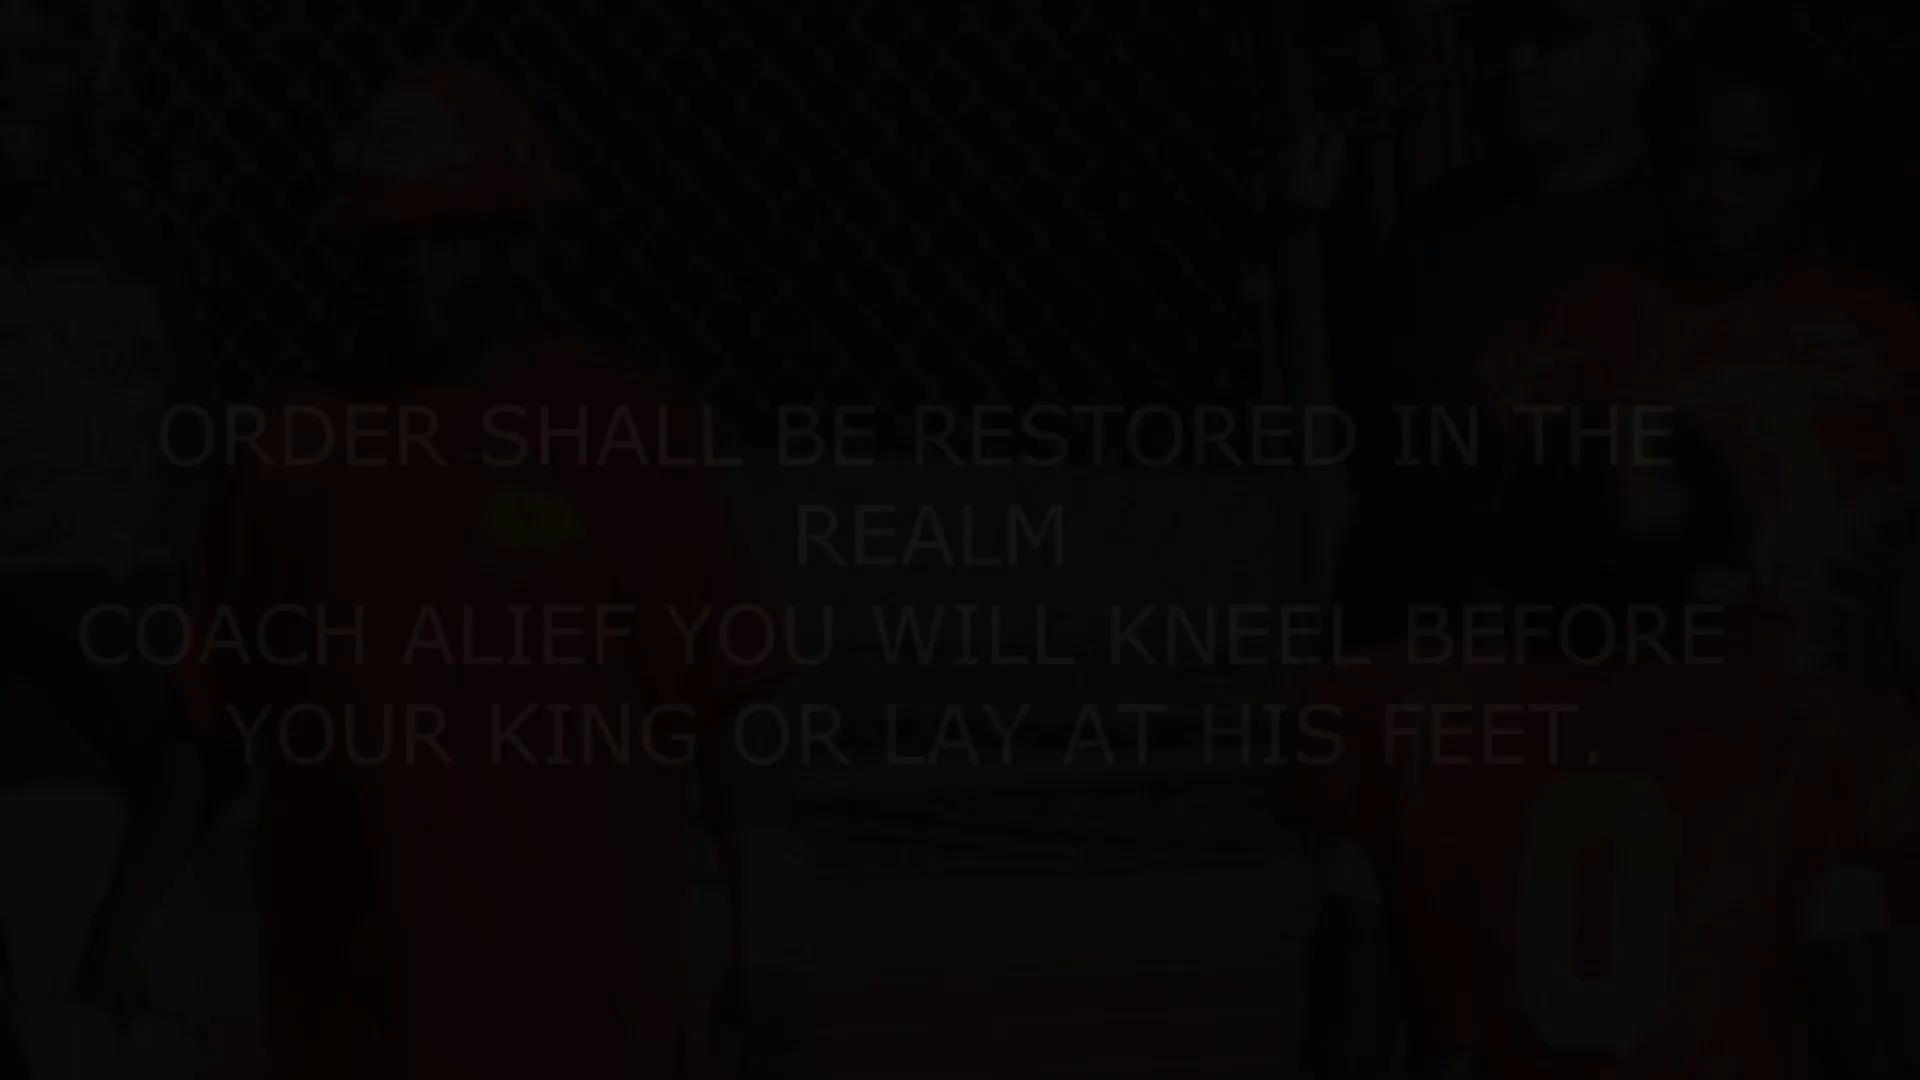 ORDER SHALL BE RESTORED IN THE
REALM
COACH ALIEF YOU WILL KNEEL BEFORE
YOUR KING OR LAY AT HIS FEET.
0